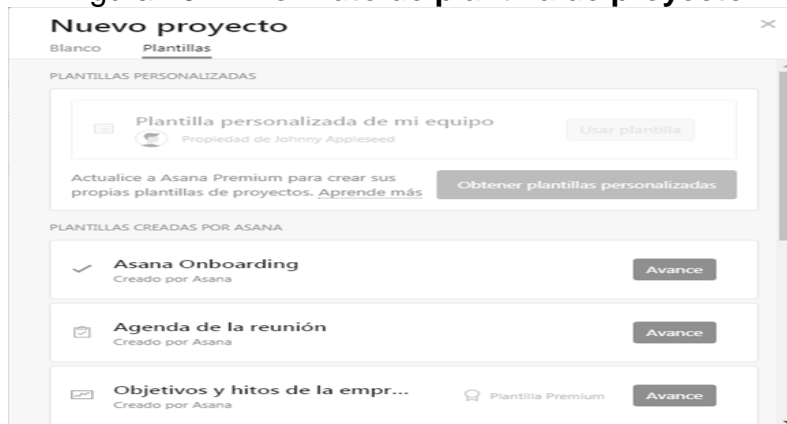 Nuevo proyecto
Blanco Plantillas
PLANTILLAS PERSONALIZADAS
Plantilla personalizada de mi equipo
Propiedad de Johnny Appleseed
Usar plantilla
Actualice a Asana Premium para crear sus
propias plantillas de proyectos. Aprende más
Obtener plantillas personalizadas
PLANTILLAS CREADAS POR ASANA
Asana Onboarding
Creado por Asana
Avance
Agenda de la reunión
Creado por Asana
Avance
Objetivos y hitos de la empr...
Creado por Asana
Plantilla Premium
Avance